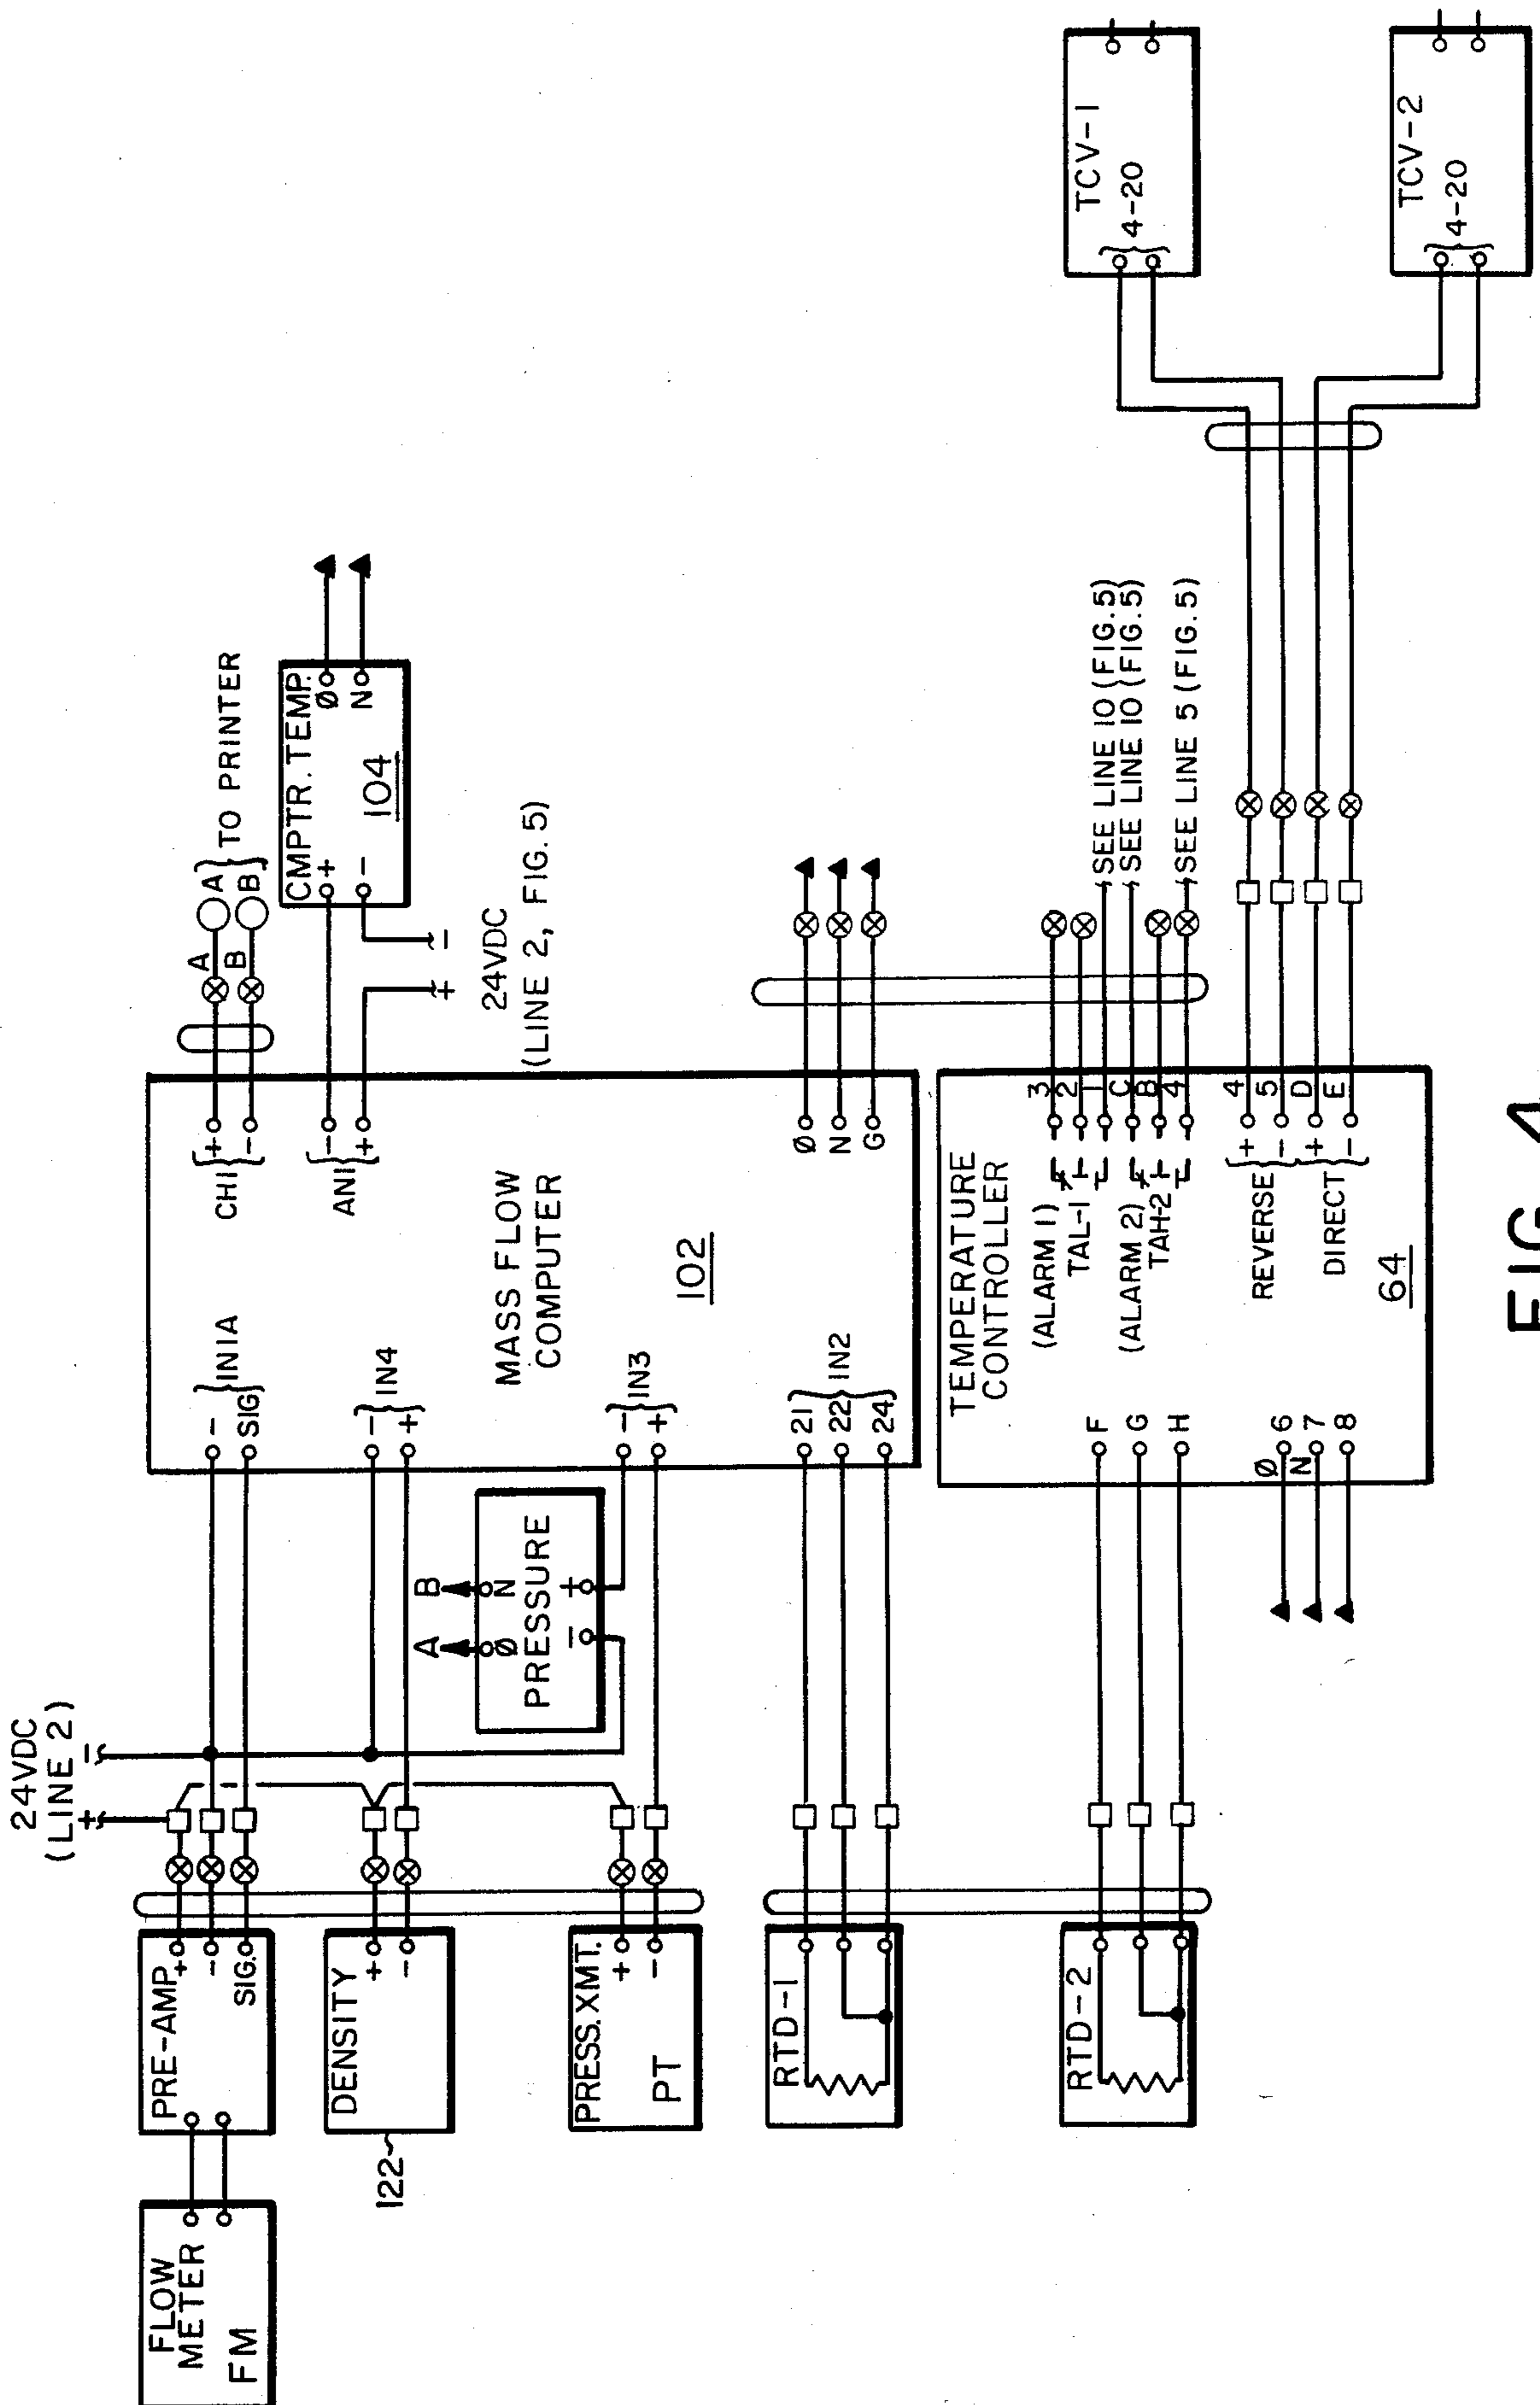 24VDC
(LINE 2)
+
-
FLOW
METER
FM
PRE-AMP.
+
-
SIG.
DENSITY
+
-
122
PRESS. XMT.
+
-
PT
RTD-1
RTD-2
A
B
Ø
N
PRESSURE
-
+
-
SIG
} IN1A
-
+
} IN4
-
+
} IN3
21
22
24
} IN2
MASS FLOW
COMPUTER
102
CHI {
+
-
ANI {
-
+
Ø
N
G
A
B
A
B
} TO PRINTER
CMPTR. TEMP.
+
-
Ø
N
104
+
-
24VDC
(LINE 2, FIG. 5)
TEMPERATURE
CONTROLLER
F
G
H
Ø
N
6
7
8
(ALARM 1)
TAL-1
(ALARM 2)
TAH-2
3
2
1
C
B
4
REVERSE {
+
-
DIRECT {
+
-
4
5
D
E
64
SEE LINE 10 (FIG. 5)
SEE LINE 10 (FIG. 5)
SEE LINE 5 (FIG. 5)
TCV-1
} 4-20
TCV-2
} 4-20
FIG. 4